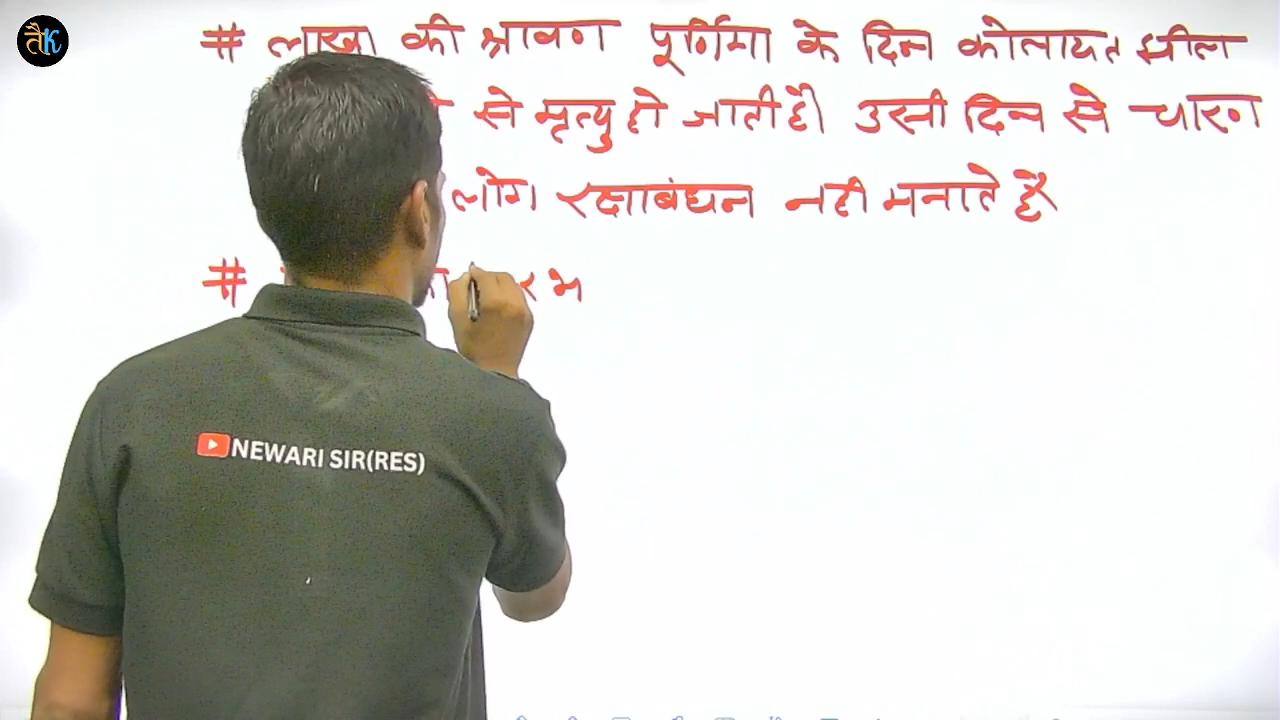 तैK
# लाखा की श्रावण पूर्णिमा के दिन कोलायत झील
से मृत्यु हो जाती है। उसी दिन से चारण
लोग रक्षाबंधन नही मनाते है
#
NEWARI SIR(RES)